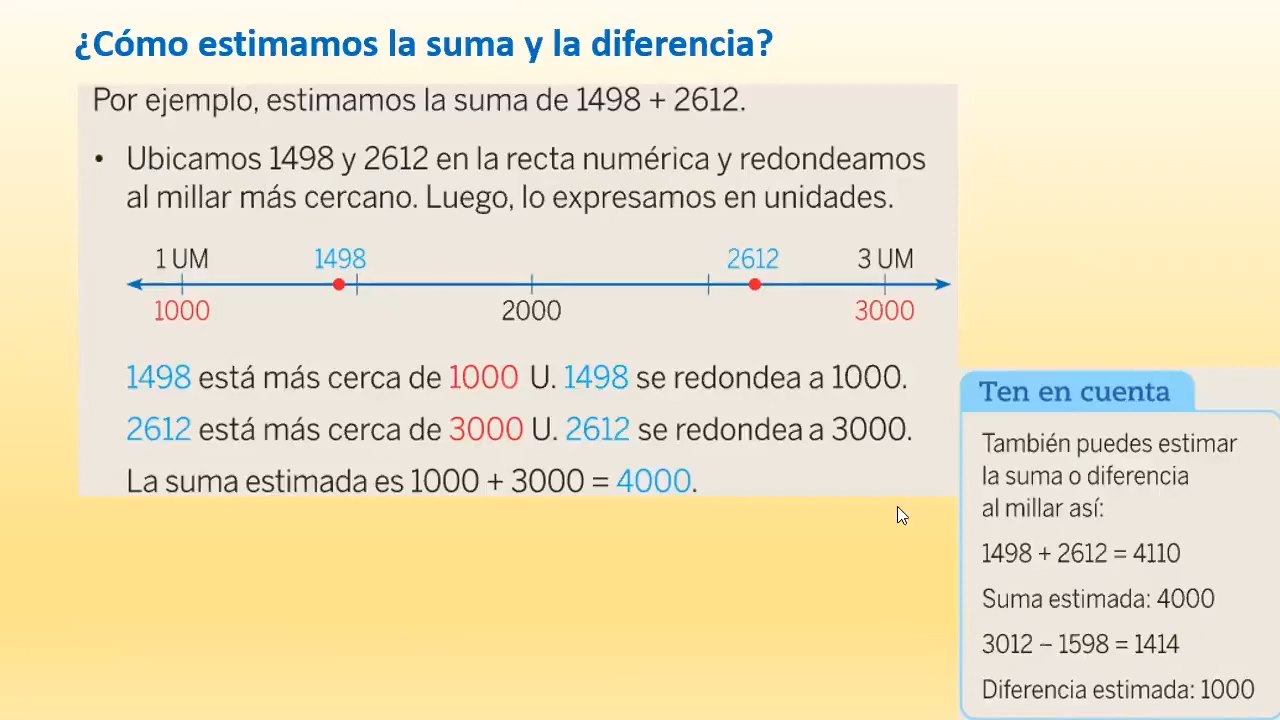 ¿Cómo estimamos la suma y la diferencia?
Por ejemplo, estimamos la suma de 1498 + 2612.
• Ubicamos 1498 y 2612 en la recta numérica y redondeamos
al millar más cercano. Luego, lo expresamos en unidades.
1 UM 1498 2612 3 UM
1000 2000 3000
1498 está más cerca de 1000 U. 1498 se redondea a 1000.
2612 está más cerca de 3000 U. 2612 se redondea a 3000.
La suma estimada es 1000 + 3000 = 4000.
Ten en cuenta
También puedes estimar
la suma o diferencia
al millar así:
1498 + 2612 = 4110
Suma estimada: 4000
3012 – 1598 = 1414
Diferencia estimada: 1000